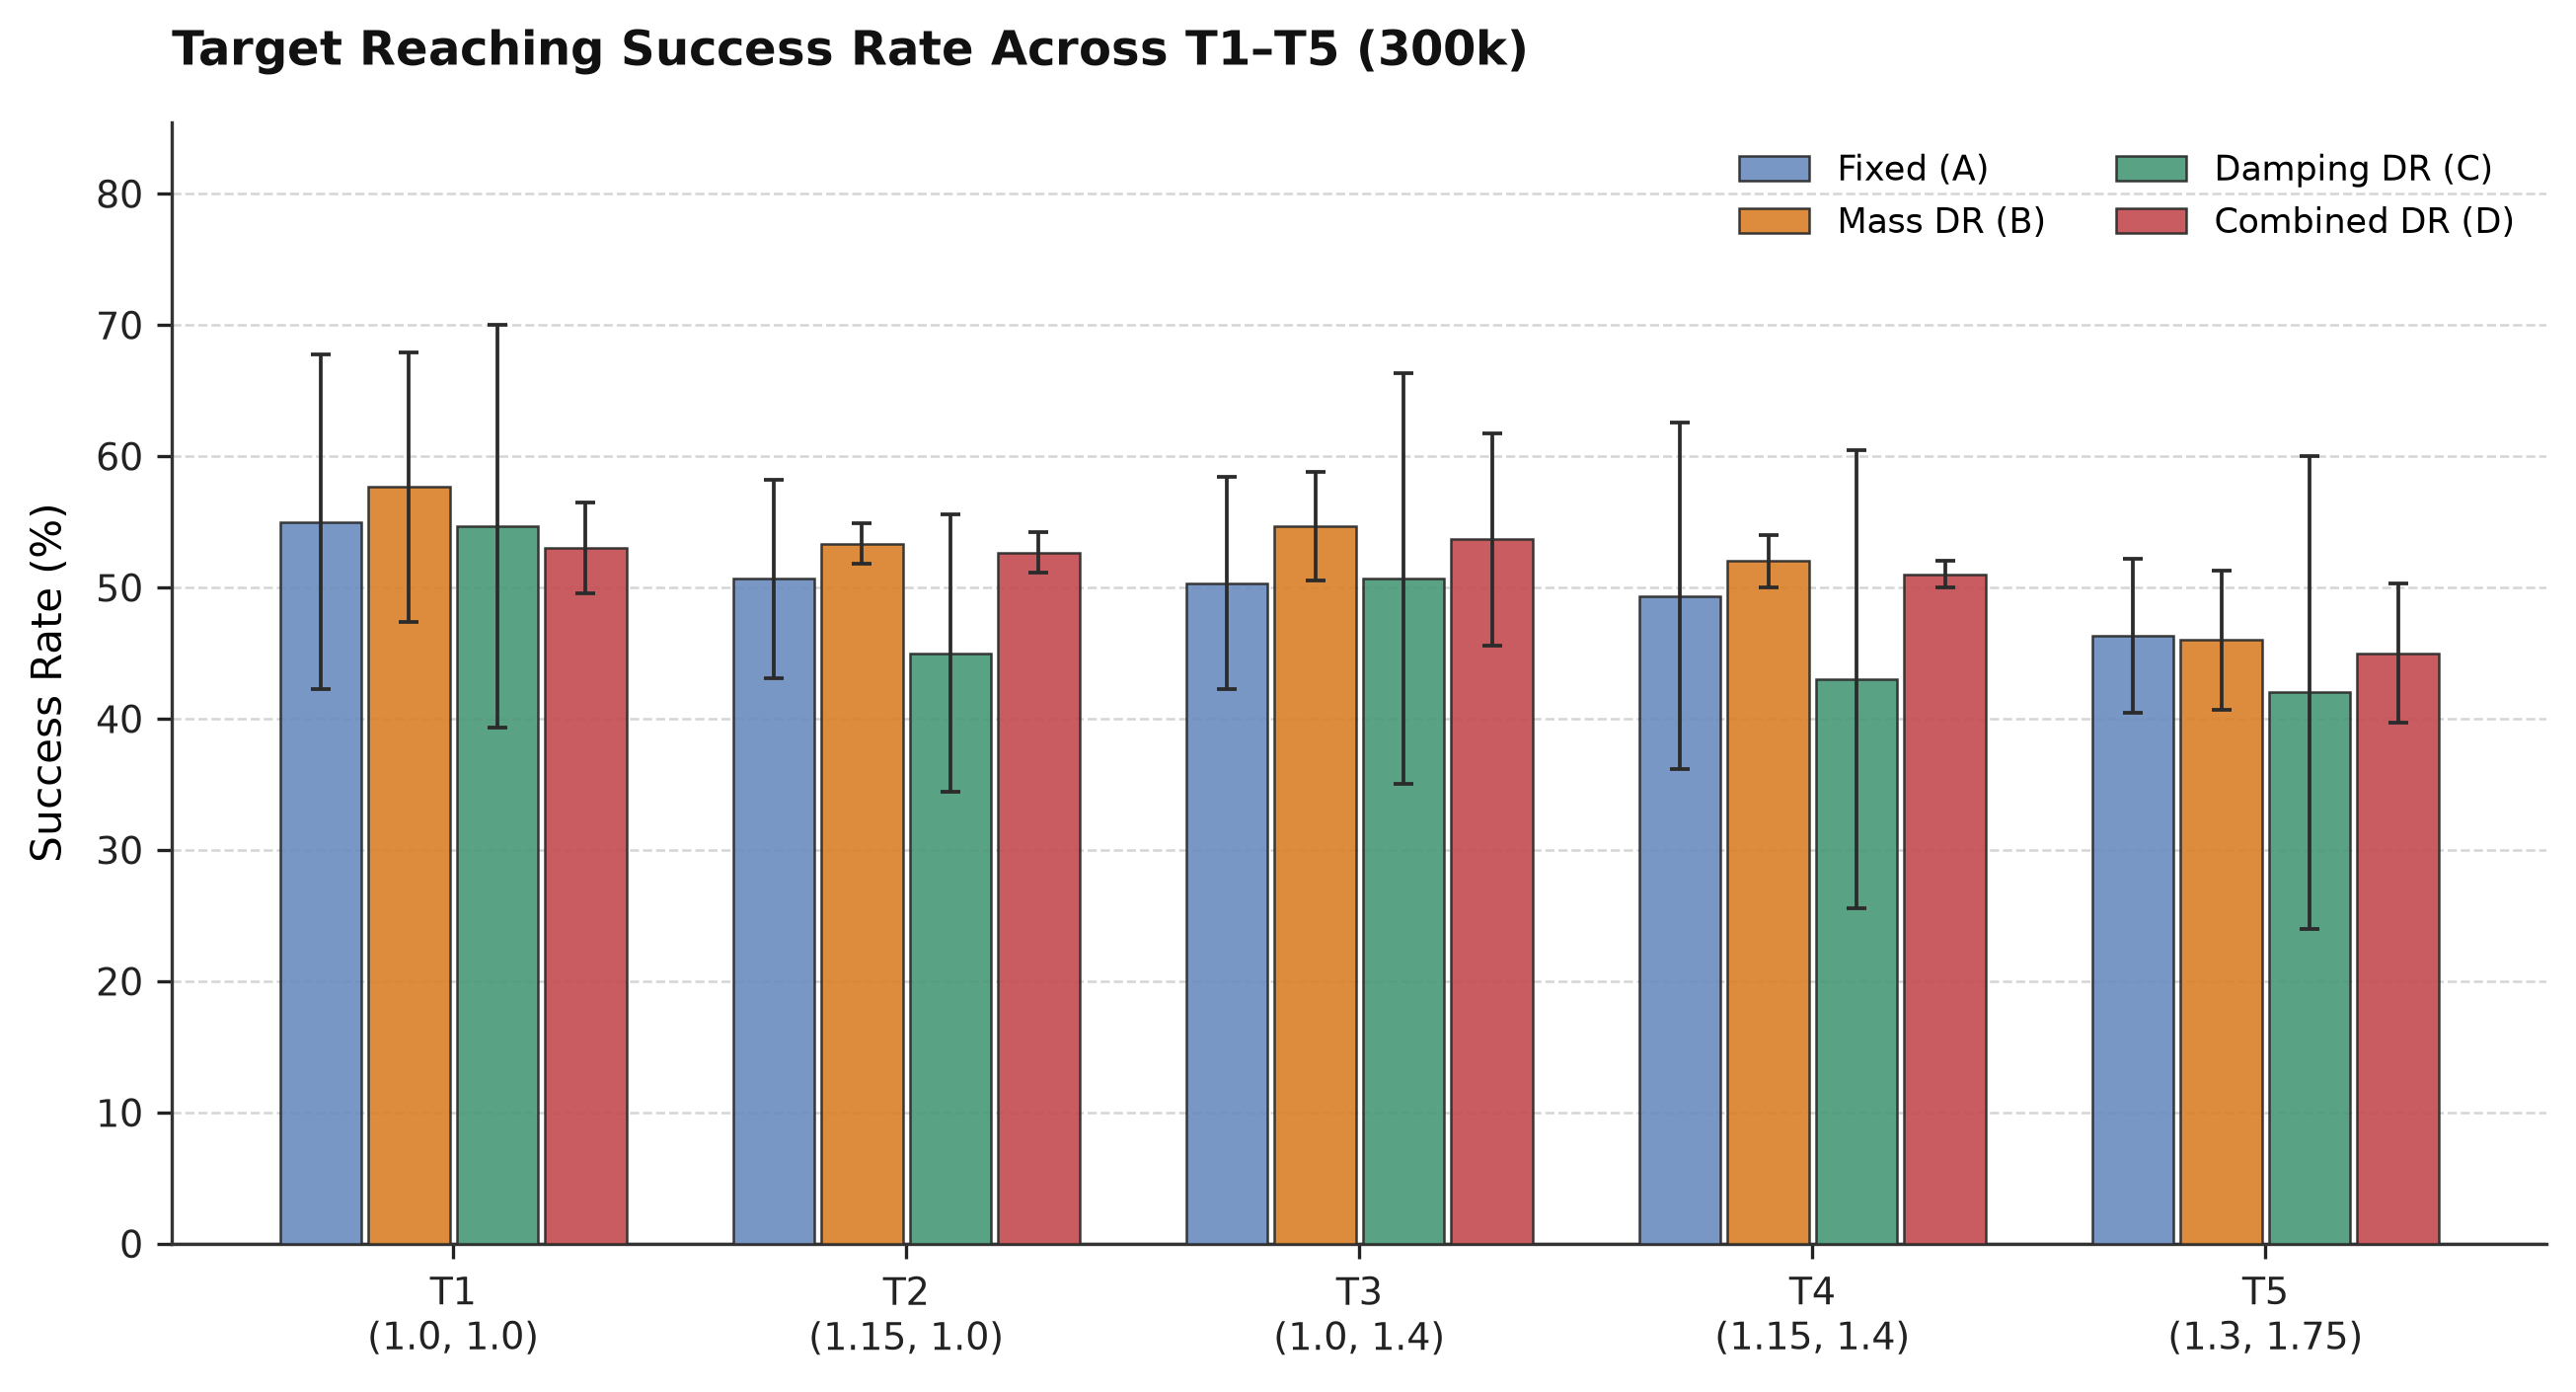 Target Reaching Success Rate Across T1–T5 (300k)
Fixed (A)
Mass DR (B)
Damping DR (C)
Combined DR (D)
Success Rate (%)
80
70
60
50
40
30
20
10
0
T1
(1.0, 1.0)
T2
(1.15, 1.0)
T3
(1.0, 1.4)
T4
(1.15, 1.4)
T5
(1.3, 1.75)